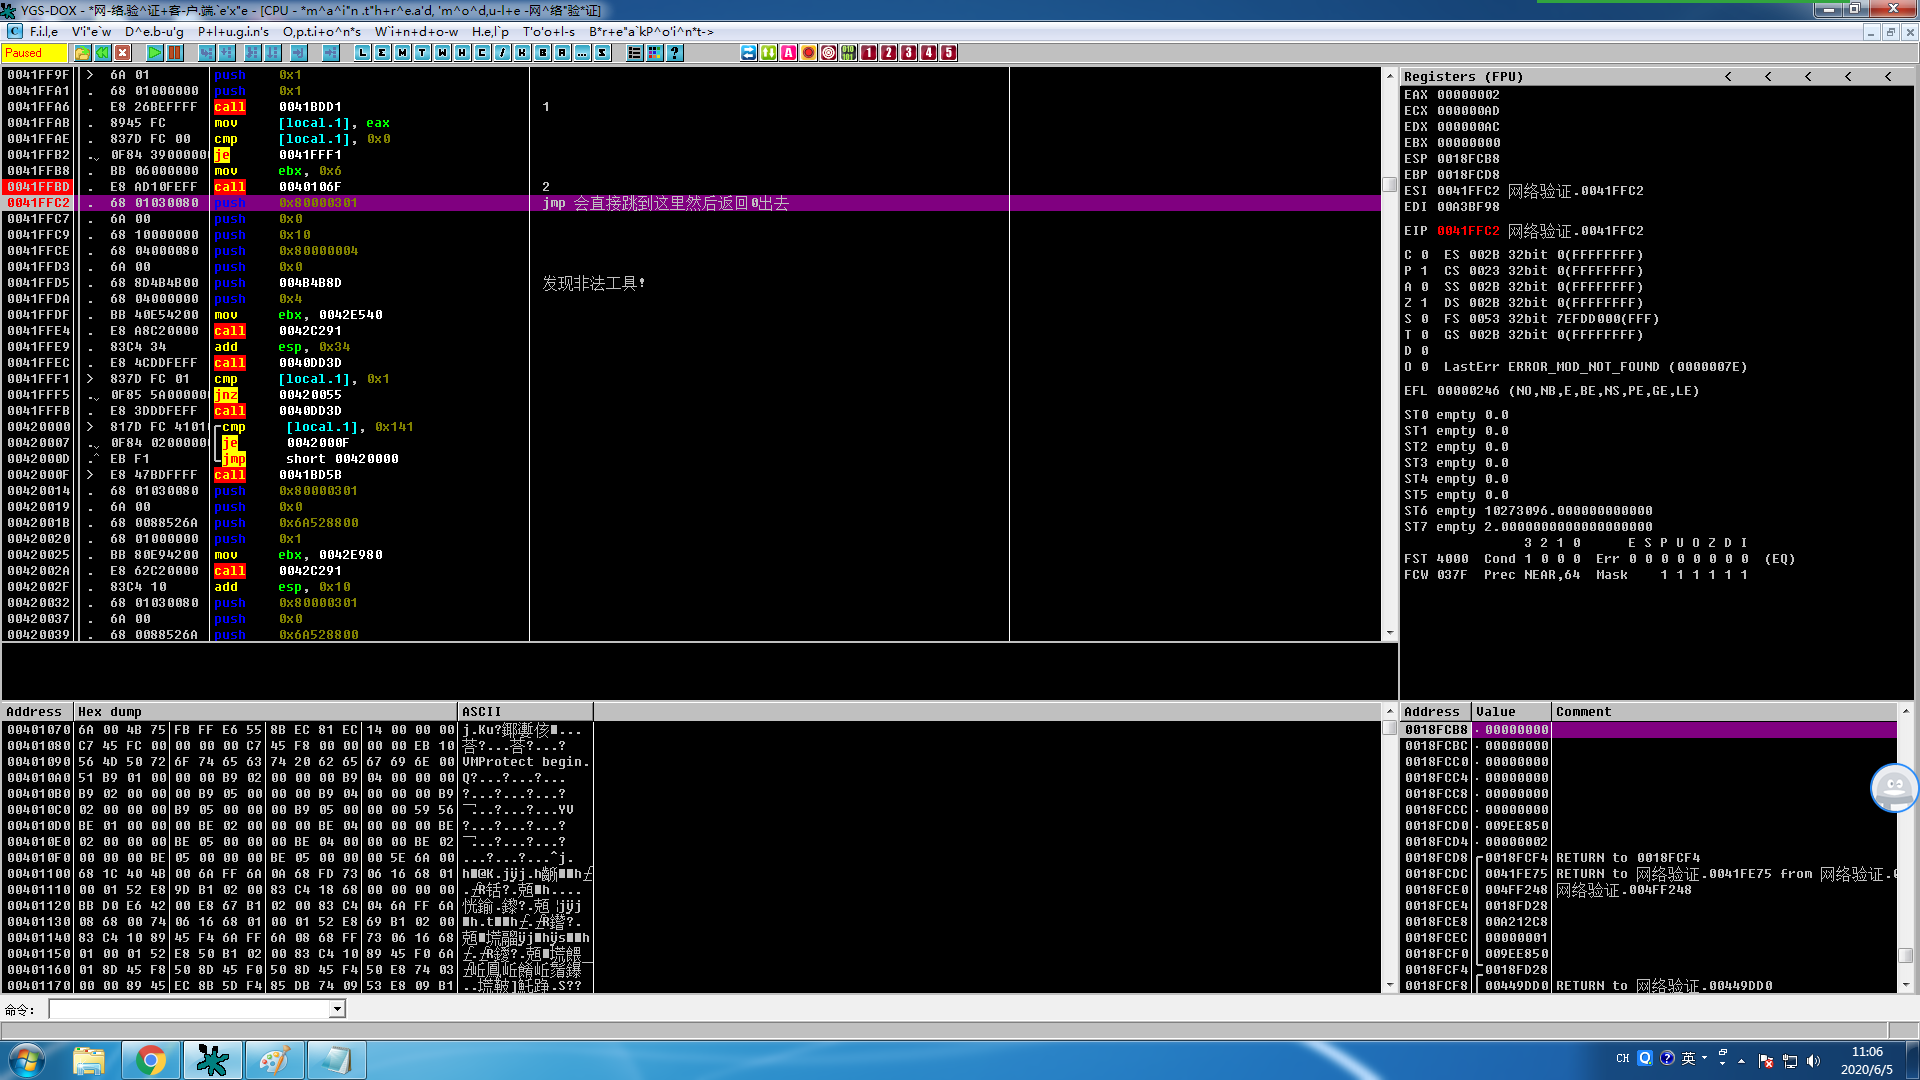 YGS-DOX - *网-络.验^证+客-户.端.`e'x"e - [CPU - *m^a^i"n .t"h+r^e.a'd, 'm^o^d,u-l+e -网^络"验*证]
F.i.l,e V'i"e`w D^e.b-u'g P+l+u.g.i.n's O,p.t.i+o^n*s W`i+n+d+o-w H.e,l`p T'o'o+l-s B*r+e"a`kP^o'i^n*t->
Paused L E M T W H C / K B R ... S ? A 1 2 3 4 5
0041FF9F > 6A 01 push 0x1
0041FFA1 . 68 01000000 push 0x1
0041FFA6 . E8 26BEFFFF call 0041BDD1 1
0041FFAB . 8945 FC mov [local.1], eax
0041FFAE . 837D FC 00 cmp [local.1], 0x0
0041FFB2 . 0F84 39000000 je 0041FFF1
0041FFB8 . BB 06000000 mov ebx, 0x6
0041FFBD . E8 AD10FEFF call 0040106F 2
0041FFC2 . 68 01030080 push 0x80000301 jmp 会直接跳到这里然后返回0出去
0041FFC7 . 6A 00 push 0x0
0041FFC9 . 68 10000000 push 0x10
0041FFCE . 68 04000080 push 0x80000004
0041FFD3 . 6A 00 push 0x0
0041FFD5 . 68 8D4B4B00 push 004B4B8D 发现非法工具!
0041FFDA . 68 04000000 push 0x4
0041FFDF . BB 40E54200 mov ebx, 0042E540
0041FFE4 . E8 A8C20000 call 0042C291
0041FFE9 . 83C4 34 add esp, 0x34
0041FFEC . E8 4CDDFEFF call 0040DD3D
0041FFF1 > 837D FC 01 cmp [local.1], 0x1
0041FFF5 . 0F85 5A000000 jnz 00420055
0041FFFB . E8 3DDDFEFF call 0040DD3D
00420000 > 817D FC 4101 cmp [local.1], 0x141
00420007 . 0F84 02000000 je 0042000F
0042000D .^ EB F1 jmp short 00420000
0042000F > E8 47BDFFFF call 0041BD5B
00420014 . 68 01030080 push 0x80000301
00420019 . 6A 00 push 0x0
0042001B . 68 0088526A push 0x6A528800
00420020 . 68 01000000 push 0x1
00420025 . BB 80E94200 mov ebx, 0042E980
0042002A . E8 62C20000 call 0042C291
0042002F . 83C4 10 add esp, 0x10
00420032 . 68 01030080 push 0x80000301
00420037 . 6A 00 push 0x0
00420039 . 68 0088526A push 0x6A528800
Registers (FPU) < < < < <
EAX 00000002
ECX 000000AD
EDX 000000AC
EBX 00000000
ESP 0018FCB8
EBP 0018FCD8
ESI 0041FFC2 网络验证.0041FFC2
EDI 00A3BF98
EIP 0041FFC2 网络验证.0041FFC2
C 0 ES 002B 32bit 0(FFFFFFFF)
P 1 CS 0023 32bit 0(FFFFFFFF)
A 0 SS 002B 32bit 0(FFFFFFFF)
Z 1 DS 002B 32bit 0(FFFFFFFF)
S 0 FS 0053 32bit 7EFDD000(FFF)
T 0 GS 002B 32bit 0(FFFFFFFF)
D 0
O 0 LastErr ERROR_MOD_NOT_FOUND (0000007E)
EFL 00000246 (NO,NB,E,BE,NS,PE,GE,LE)
ST0 empty 0.0
ST1 empty 0.0
ST2 empty 0.0
ST3 empty 0.0
ST4 empty 0.0
ST5 empty 0.0
ST6 empty 10273096.000000000000
ST7 empty 2.0000000000000000000
3 2 1 0 E S P U O Z D I
FST 4000 Cond 1 0 0 0 Err 0 0 0 0 0 0 0 0 (EQ)
FCW 037F Prec NEAR,64 Mask 1 1 1 1 1 1
Address Hex dump ASCII
00401070 6A 00 4B 75 FB FF E6 55 8B EC 81 EC 14 00 00 00
00401080 C7 45 FC 00 00 00 00 C7 45 F8 00 00 00 00 EB 10
00401090 56 4D 50 72 6F 74 65 63 74 20 62 65 67 69 6E 00 VMProtect begin.
004010A0 51 B9 01 00 00 00 B9 02 00 00 00 B9 04 00 00 00 Q?...?...?...
004010B0 B9 02 00 00 00 B9 05 00 00 00 B9 04 00 00 00 B9 ?...?...?...?
004010C0 02 00 00 00 B9 05 00 00 00 B9 05 00 00 00 59 56 ...?...?...YV
004010D0 BE 01 00 00 00 BE 02 00 00 00 BE 04 00 00 00 BE ?...?...?...?
004010E0 02 00 00 00 BE 05 00 00 00 BE 04 00 00 00 BE 02 ...?...?...?
004010F0 00 00 00 BE 05 00 00 00 BE 05 00 00 00 5E 6A 00 ...?...?...^j.
00401100 68 1C 40 4B 00 6A FF 6A 0A 68 FD 73 06 16 68 01
00401110 00 01 52 E8 9D B1 02 00 83 C4 18 68 00 00 00 00
00401120 BB D0 E6 42 00 E8 67 B1 02 00 83 C4 04 6A FF 6A
00401130 08 68 00 74 06 16 68 01 00 01 52 E8 69 B1 02 00
00401140 83 C4 10 89 45 F4 6A FF 6A 08 68 FF 73 06 16 68
00401150 01 00 01 52 E8 50 B1 02 00 83 C4 10 89 45 F0 6A
00401160 01 8D 45 F8 50 8D 45 F0 50 8D 45 F4 50 E8 74 03
00401170 00 00 89 45 EC 8B 5D F4 85 DB 74 09 53 E8 09 B1
Address Value Comment
0018FCB8 00000000
0018FCBC 00000000
0018FCC0 00000000
0018FCC4 00000000
0018FCC8 00000000
0018FCCC 00000000
0018FCD0 009EE850
0018FCD4 00000002
0018FCD8 0018FCF4 RETURN to 0018FCF4
0018FCDC 0041FE75 RETURN to 网络验证.0041FE75 from 网络验证.
0018FCE0 004FF248 网络验证.004FF248
0018FCE4 0018FD28
0018FCE8 00A212C8
0018FCEC 00000001
0018FCF0 009EE850
0018FCF4 0018FD28
0018FCF8 00449DD0 RETURN to 网络验证.00449DD0
命令:
CH 英 11:06
2020/6/5